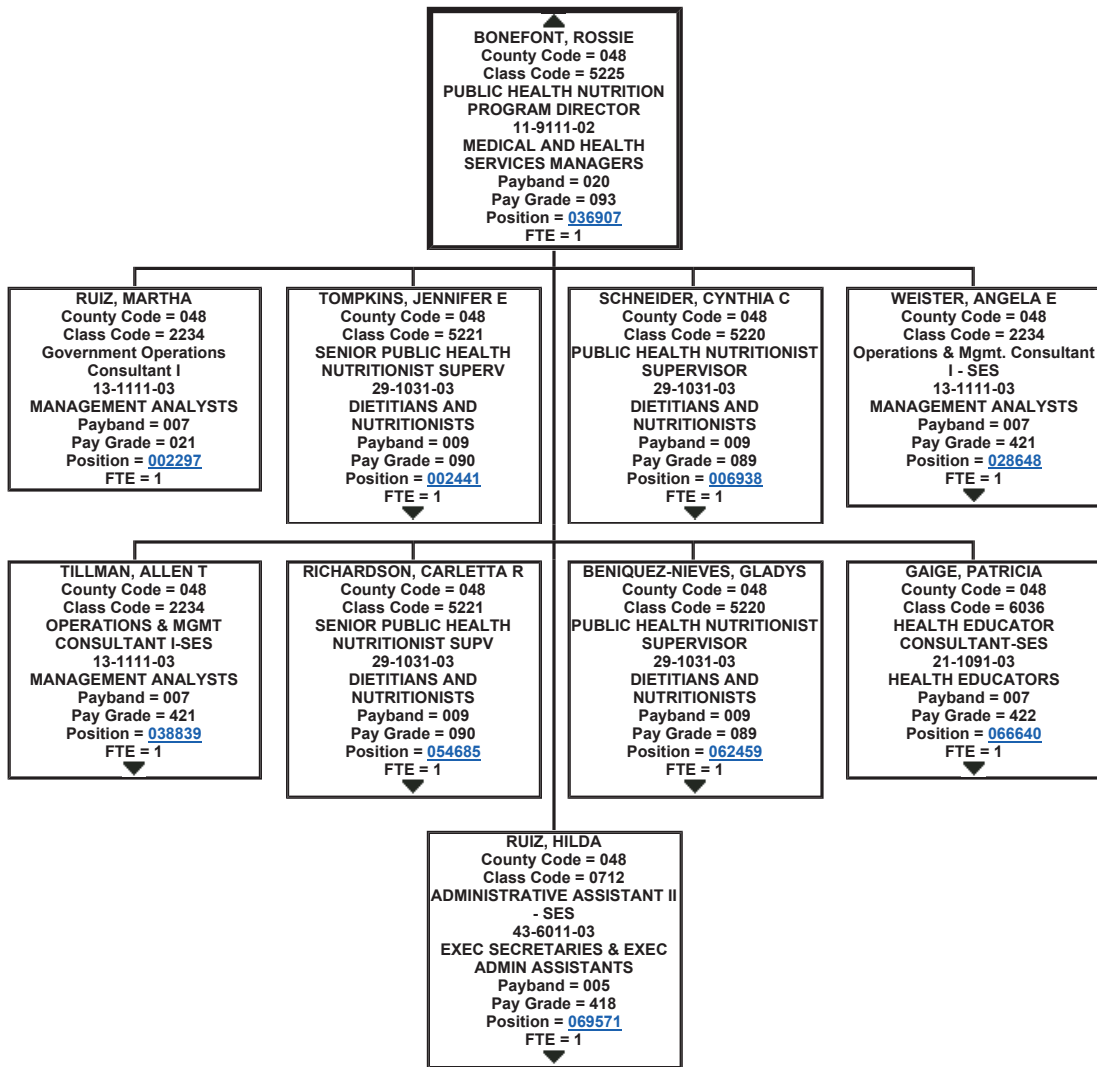 BONEFONT, ROSSIE
County Code = 048
Class Code = 5225
PUBLIC HEALTH NUTRITION
PROGRAM DIRECTOR
11-9111-02
MEDICAL AND HEALTH
SERVICES MANAGERS
Payband = 020
Pay Grade = 093
Position = 036907
FTE = 1
RUIZ, MARTHA
County Code = 048
Class Code = 2234
Government Operations
Consultant I
13-1111-03
MANAGEMENT ANALYSTS
Payband = 007
Pay Grade = 021
Position = 002297
FTE = 1
TOMPKINS, JENNIFER E
County Code = 048
Class Code = 5221
SENIOR PUBLIC HEALTH
NUTRITIONIST SUPERV
29-1031-03
DIETITIANS AND
NUTRITIONISTS
Payband = 009
Pay Grade = 090
Position = 002441
FTE = 1
SCHNEIDER, CYNTHIA C
County Code = 048
Class Code = 5220
PUBLIC HEALTH NUTRITIONIST
SUPERVISOR
29-1031-03
DIETITIANS AND
NUTRITIONISTS
Payband = 009
Pay Grade = 089
Position = 006938
FTE = 1
WEISTER, ANGELA E
County Code = 048
Class Code = 2234
Operations & Mgmt. Consultant
I - SES
13-1111-03
MANAGEMENT ANALYSTS
Payband = 007
Pay Grade = 421
Position = 028648
FTE = 1
TILLMAN, ALLEN T
County Code = 048
Class Code = 2234
OPERATIONS & MGMT
CONSULTANT I-SES
13-1111-03
MANAGEMENT ANALYSTS
Payband = 007
Pay Grade = 421
Position = 038839
FTE = 1
RICHARDSON, CARLETTA R
County Code = 048
Class Code = 5221
SENIOR PUBLIC HEALTH
NUTRITIONIST SUPV
29-1031-03
DIETITIANS AND
NUTRITIONISTS
Payband = 009
Pay Grade = 090
Position = 054685
FTE = 1
BENIQUEZ-NIEVES, GLADYS
County Code = 048
Class Code = 5220
PUBLIC HEALTH NUTRITIONIST
SUPERVISOR
29-1031-03
DIETITIANS AND
NUTRITIONISTS
Payband = 009
Pay Grade = 089
Position = 062459
FTE = 1
GAIGE, PATRICIA
County Code = 048
Class Code = 6036
HEALTH EDUCATOR
CONSULTANT-SES
21-1091-03
HEALTH EDUCATORS
Payband = 007
Pay Grade = 422
Position = 066640
FTE = 1
RUIZ, HILDA
County Code = 048
Class Code = 0712
ADMINISTRATIVE ASSISTANT II
- SES
43-6011-03
EXEC SECRETARIES & EXEC
ADMIN ASSISTANTS
Payband = 005
Pay Grade = 418
Position = 069571
FTE = 1